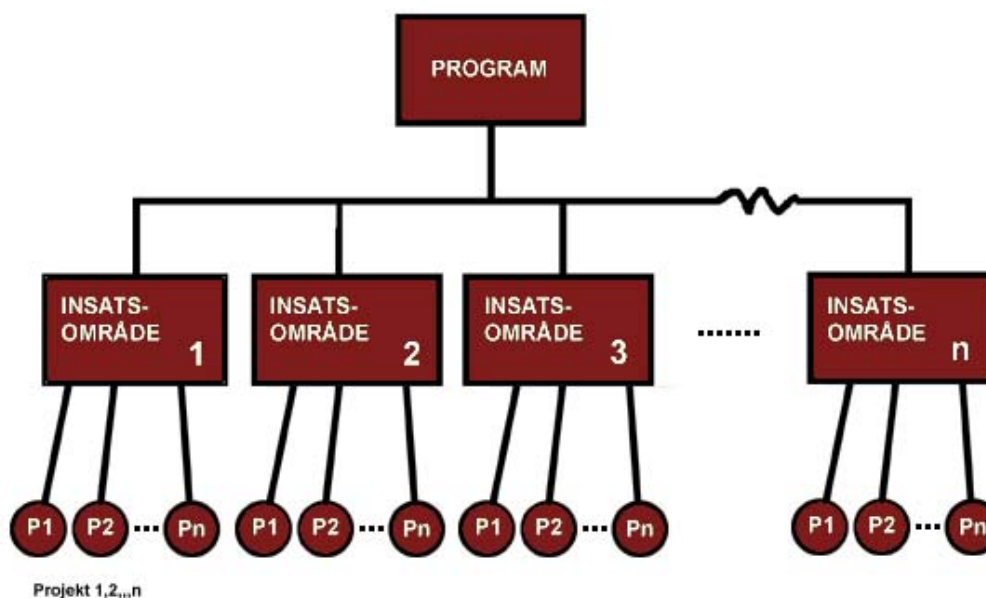 PROGRAM
INSATS-
OMRÅDE 1
INSATS-
OMRÅDE 2
INSATS-
OMRÅDE 3
.......
INSATS-
OMRÅDE n
P1 P2 ... Pn
P1 P2 ... Pn
P1 P2 ... Pn
P1 P2 ... Pn
Projekt 1,2,,,n